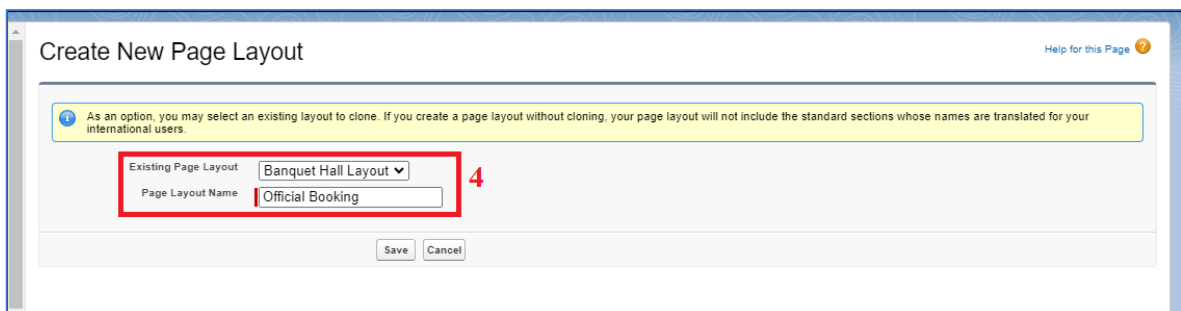 Create New Page Layout
Help for this Page
As an option, you may select an existing layout to clone. If you create a page layout without cloning, your page layout will not include the standard sections whose names are translated for your
international users.
Existing Page Layout Banquet Hall Layout
4
Page Layout Name Official Booking
Save Cancel